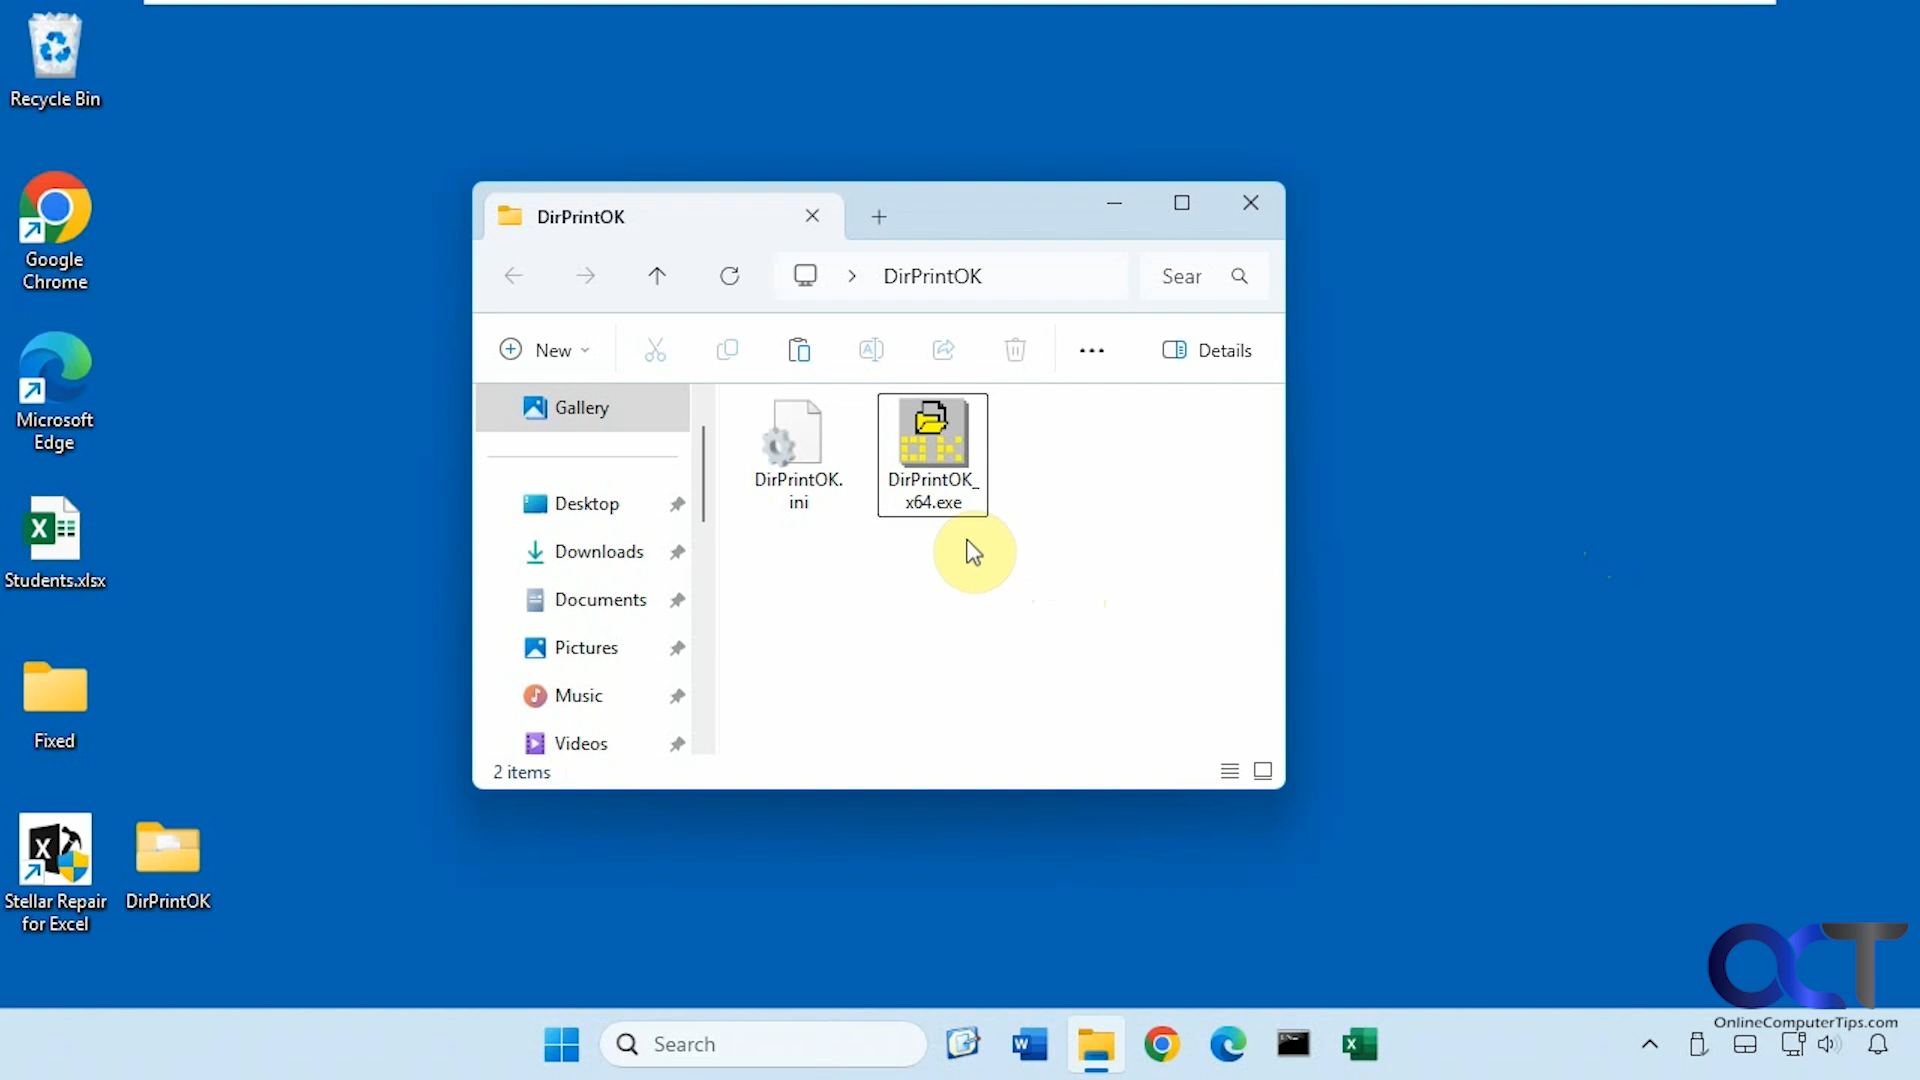 Recycle Bin
Google
Chrome
Microsoft
Edge
Students.xlsx
Fixed
Stellar Repair
for Excel
DirPrintOK
DirPrintOK
DirPrintOK
Sear
New
Details
Gallery
Desktop
Downloads
Documents
Pictures
Music
Videos
DirPrintOK.
ini
DirPrintOK_
x64.exe
2 items
OCT
OnlineComputerTips.com
Search